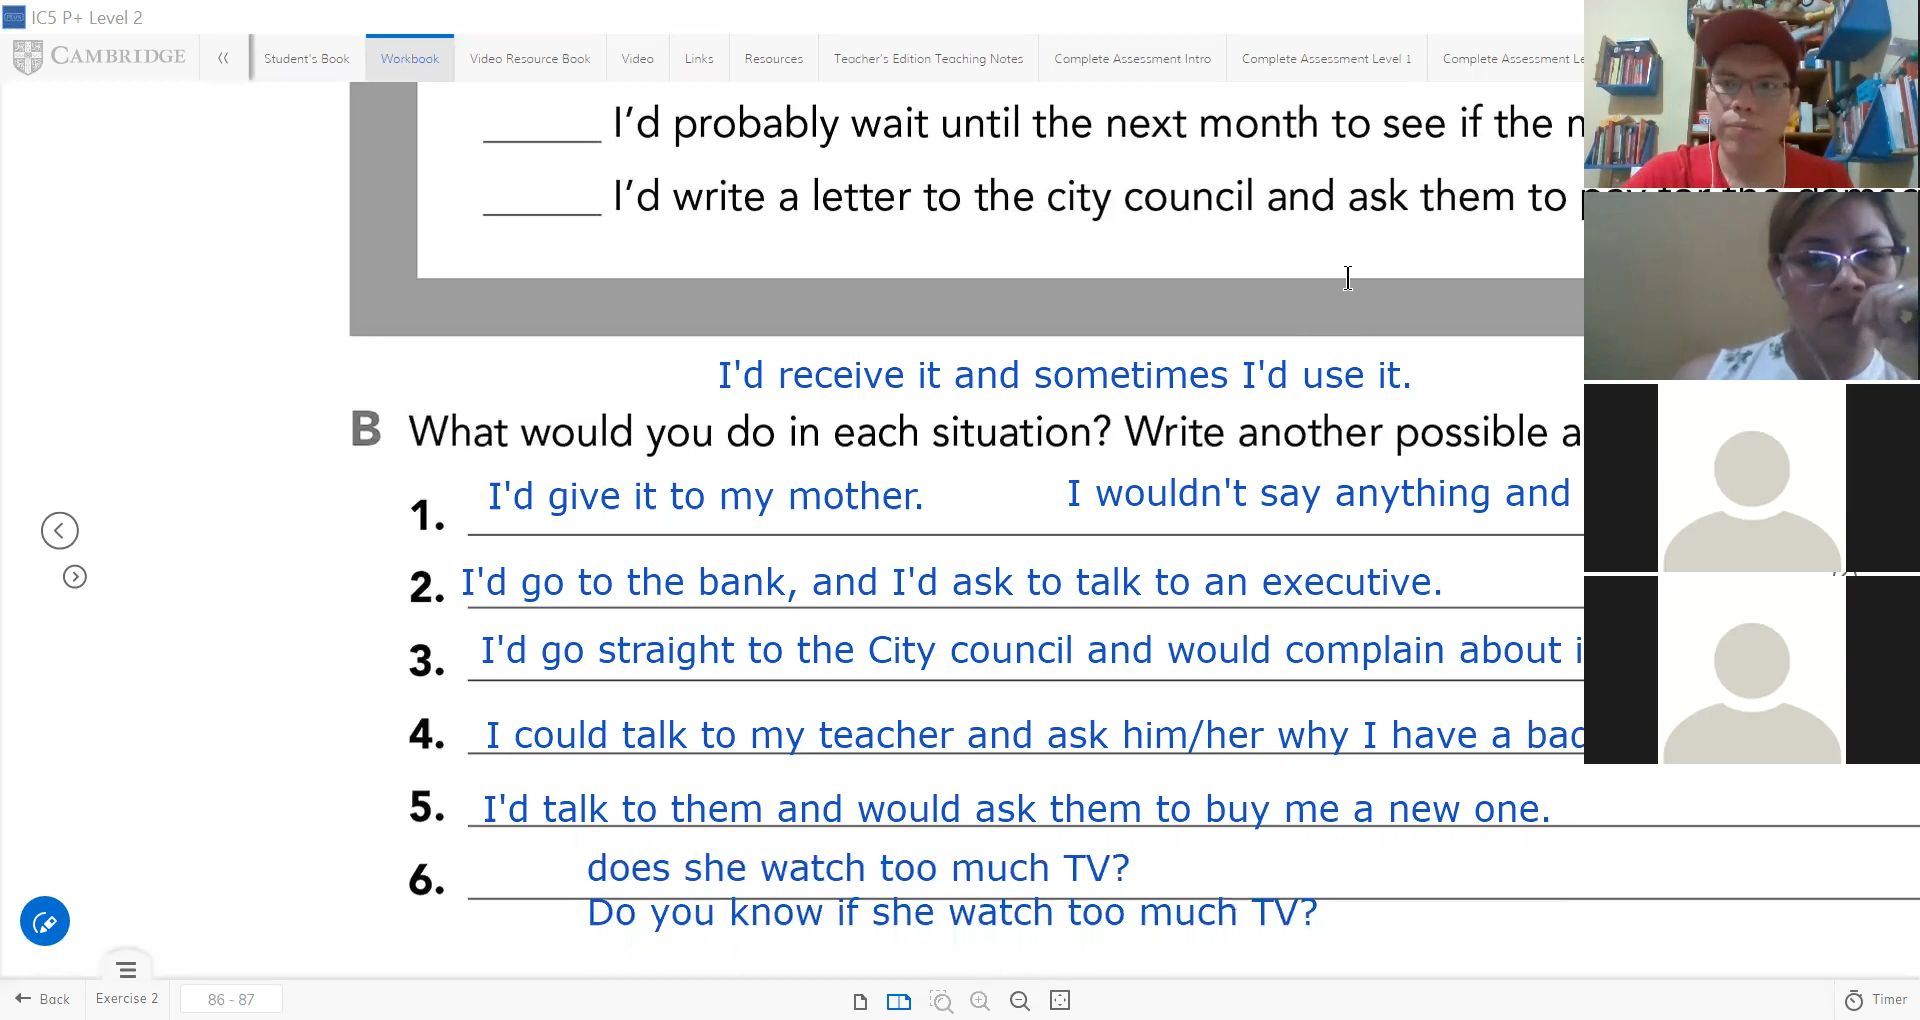 IC5 P+ Level 2
CAMBRIDGE
Student's Book
Workbook
Video Resource Book
Video
Links
Resources
Teacher's Edition Teaching Notes
Complete Assessment Intro
Complete Assessment Level 1
Complete Assessment Le
I'd probably wait until the next month to see if the
I'd write a letter to the city council and ask them to
I'd receive it and sometimes I'd use it.
B What would you do in each situation? Write another possible a
1. I'd give it to my mother. I wouldn't say anything and
2. I'd go to the bank, and I'd ask to talk to an executive.
3. I'd go straight to the City council and would complain about i
4. I could talk to my teacher and ask him/her why I have a bad
5. I'd talk to them and would ask them to buy me a new one.
6. does she watch too much TV?
Do you know if she watch too much TV?
Back
Exercise 2
86 - 87
Timer